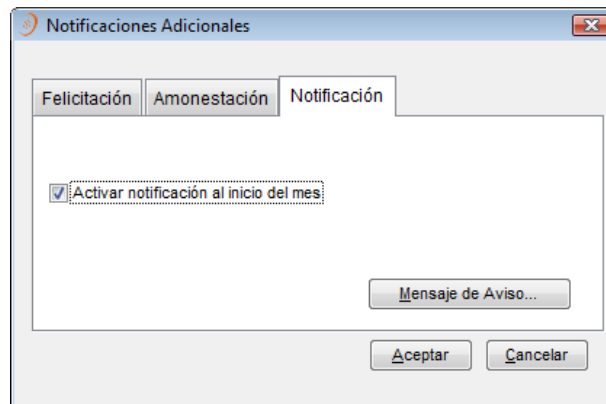 Notificaciones Adicionales
Felicitación Amonestación Notificación
Activar notificación al inicio del mes
Mensaje de Aviso...
Aceptar Cancelar